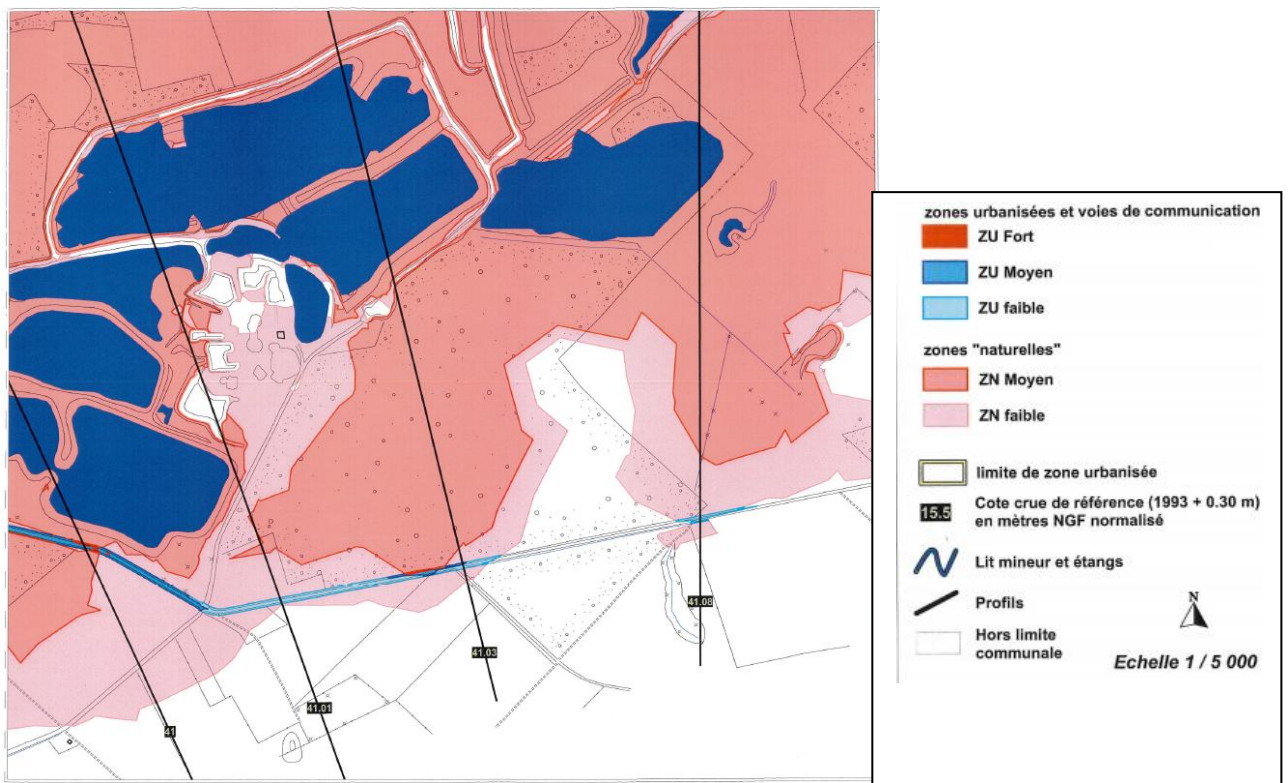 41
41.01
41.03
41.08
zones urbanisées et voies de communication
ZU Fort
ZU Moyen
ZU faible
zones "naturelles"
ZN Moyen
ZN faible
limite de zone urbanisée
15.5
Cote crue de référence (1993 + 0.30 m)
en mètres NGF normalisé
Lit mineur et étangs
Profils
N
Hors limite
communale
Echelle 1 / 5 000